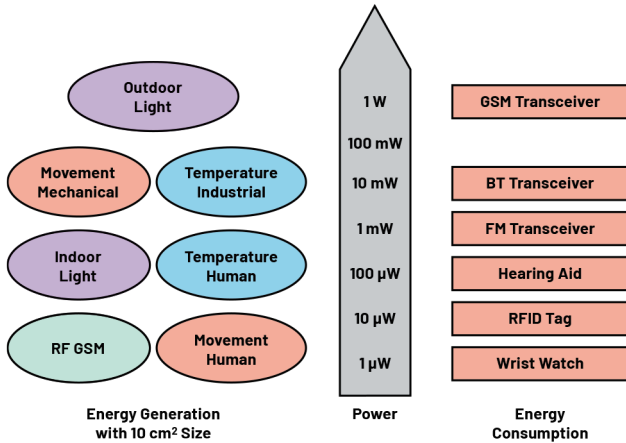 Outdoor
Light
Movement
Mechanical
Temperature
Industrial
Indoor
Light
Temperature
Human
RF GSM
Movement
Human
Energy Generation
with 10 cm² Size
1 W
100 mW
10 mW
1 mW
100 µW
10 µW
1 µW
Power
GSM Transceiver
BT Transceiver
FM Transceiver
Hearing Aid
RFID Tag
Wrist Watch
Energy
Consumption